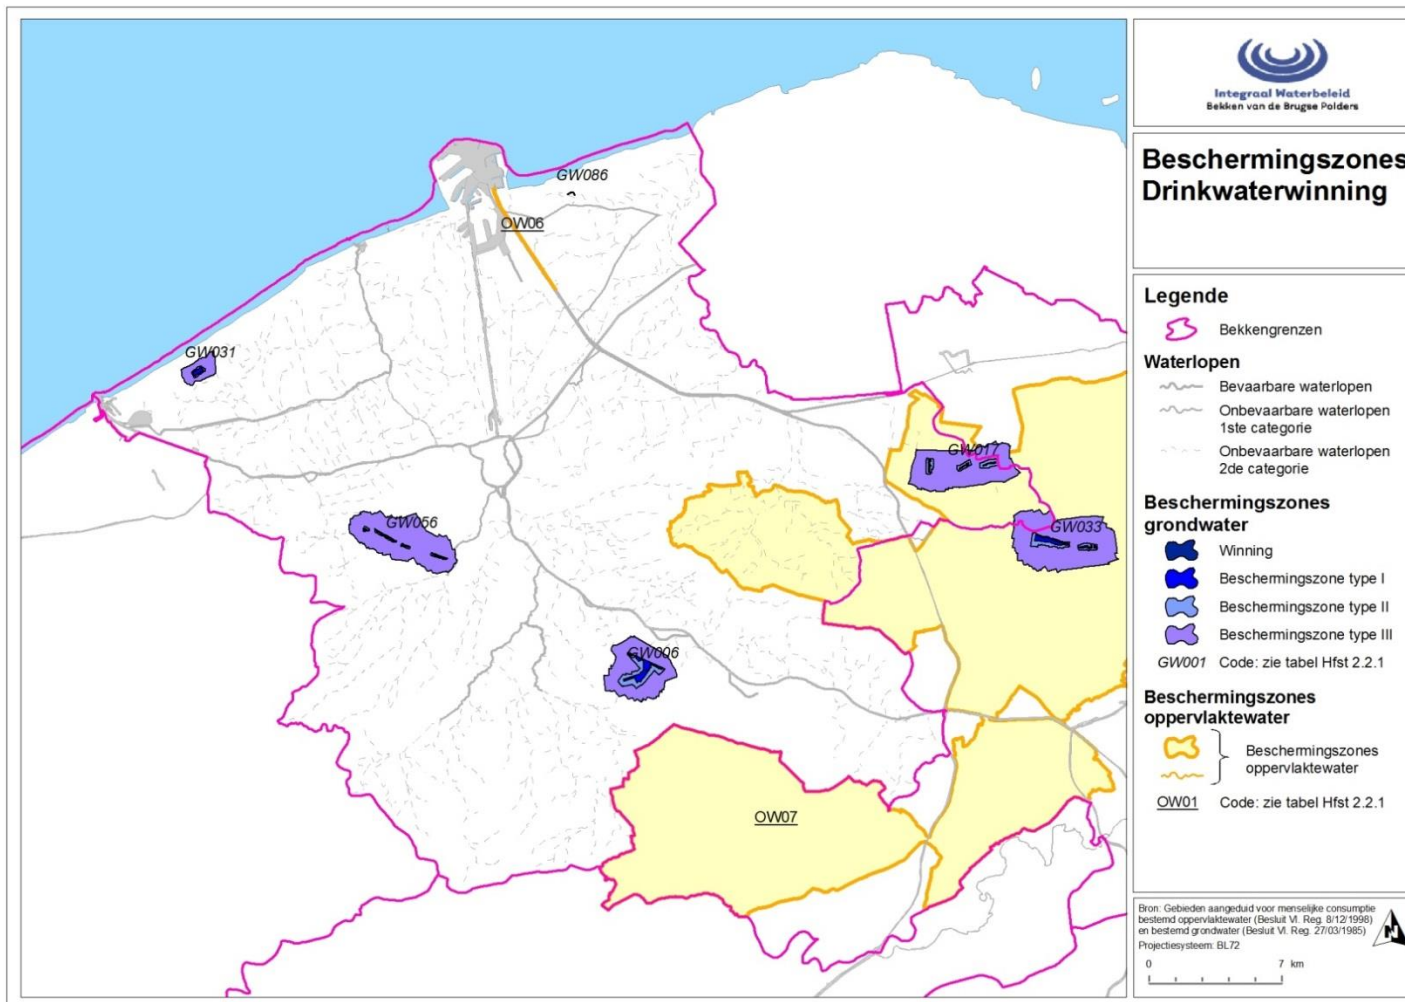 GW086
OW06
GW031
GW017
GW056
GW033
GW006
OW07
Integraal Waterbeleid
Bekken van de Brugse Polders
Beschermingszones
Drinkwaterwinning
Legende
Bekkengrenzen
Waterlopen
Bevaarbare waterlopen
Onbevaarbare waterlopen
1ste categorie
Onbevaarbare waterlopen
2de categorie
Beschermingszones
grondwater
Winning
Beschermingszone type I
Beschermingszone type II
Beschermingszone type III
GW001 Code: zie tabel Hfst 2.2.1
Beschermingszones
oppervlaktewater
Beschermingszones
oppervlaktewater
OW01 Code: zie tabel Hfst 2.2.1
Bron: Gebieden aangeduid voor menselijke consumptie
bestemd oppervlaktewater (Besluit Vl. Reg. 8/12/1998)
en bestemd grondwater (Besluit Vl. Reg. 27/03/1985)
Projectiesysteem: BL72
N
0 7 km